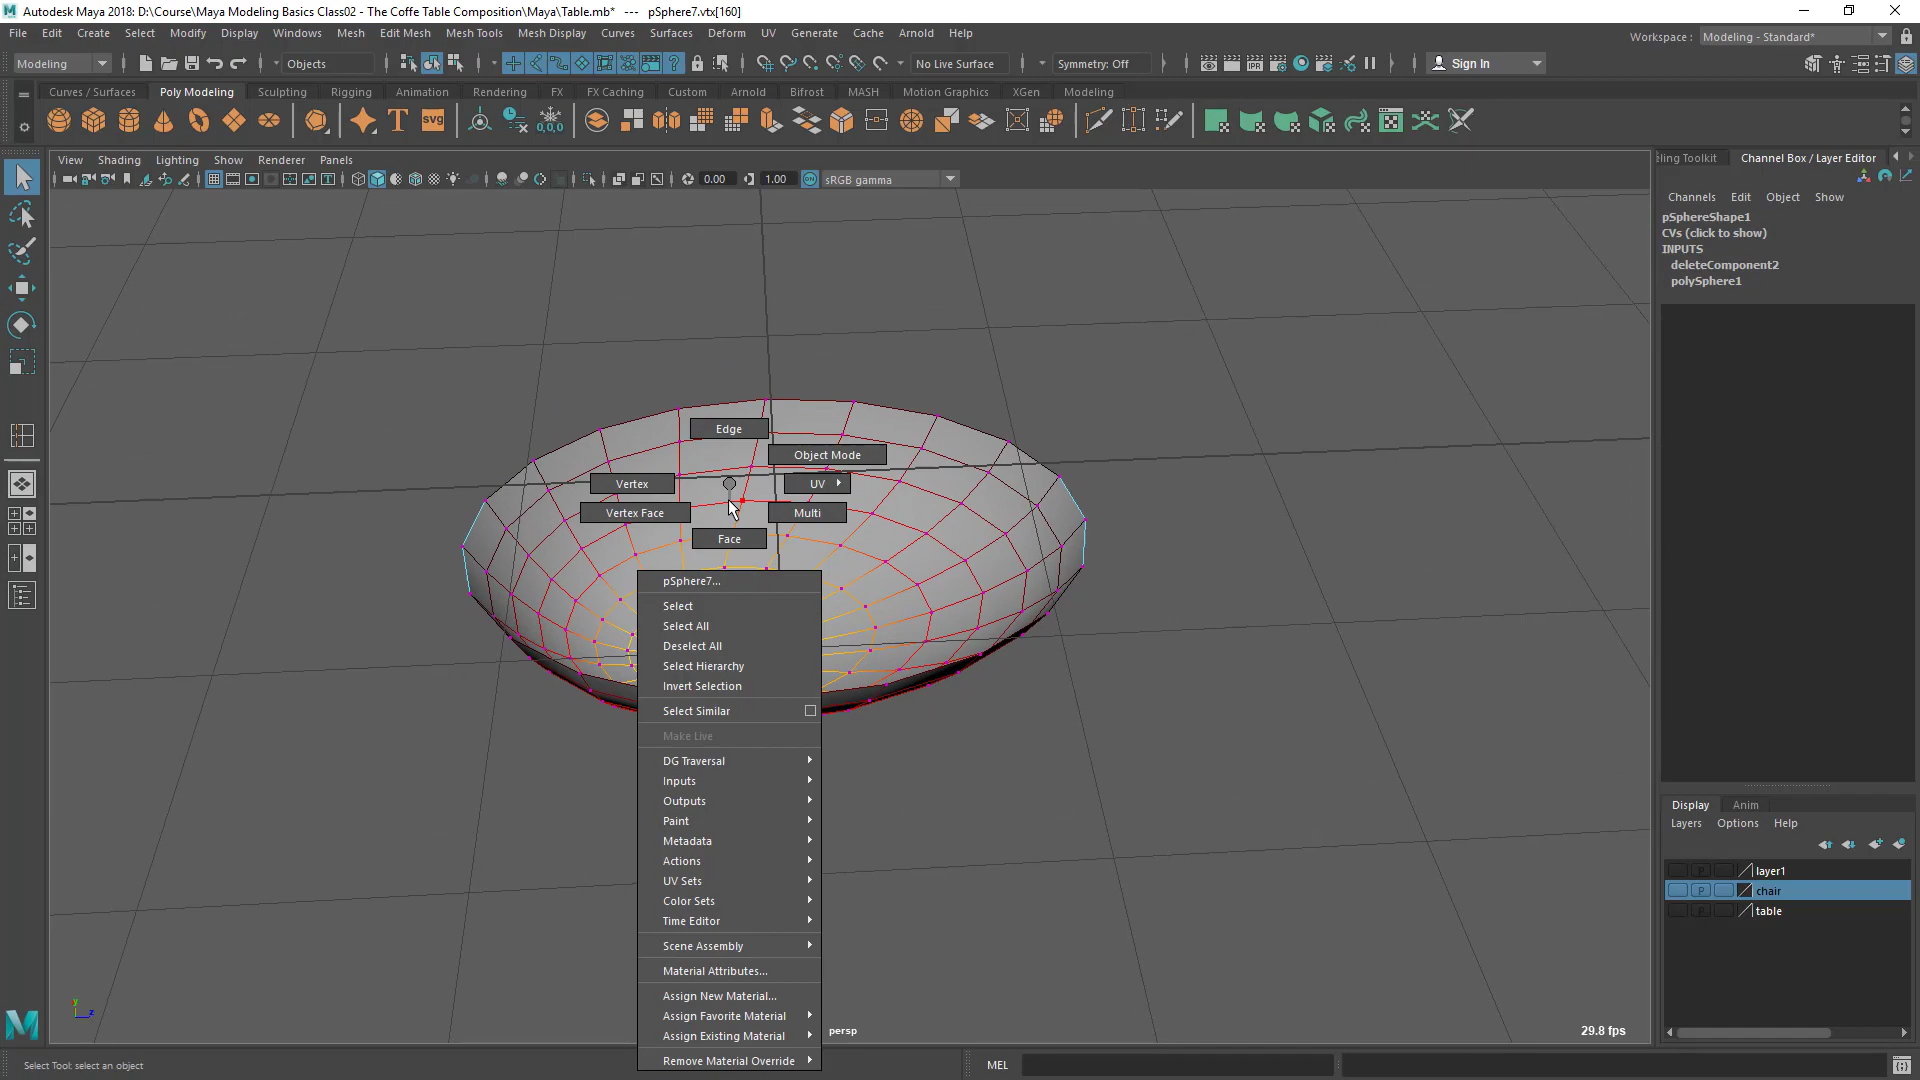 Autodesk Maya 2018: D:\Course\Maya Modeling Basics Class02 - The Coffe Table Composition\Maya\Table.mb*   ---   pSphere7.vtx[160]
File Edit Create Select Modify Display Windows Mesh Edit Mesh Mesh Tools Mesh Display Curves Surfaces Deform UV Generate Cache Arnold Help
Workspace : Modeling - Standard*
Modeling Objects No Live Surface Symmetry: Off Sign In
Curves / Surfaces Poly Modeling Sculpting Rigging Animation Rendering FX FX Caching Custom Arnold Bifrost MASH Motion Graphics XGen Modeling
T svg 0,0,0
View Shading Lighting Show Renderer Panels
0.00 1.00 sRGB gamma
eling Toolkit Channel Box / Layer Editor
Channels Edit Object Show
pSphereShape1
CVs (click to show)
INPUTS
deleteComponent2
polySphere1
Edge
Object Mode
Vertex UV
Vertex Face Multi
Face
pSphere7...
Select
Select All
Deselect All
Select Hierarchy
Invert Selection
Select Similar
Make Live
DG Traversal
Inputs
Outputs
Paint
Metadata
Actions
UV Sets
Color Sets
Time Editor
Scene Assembly
Material Attributes...
Assign New Material...
Assign Favorite Material
Assign Existing Material
Remove Material Override
Display Anim
Layers Options Help
P layer1
P chair
P table
y
z
persp
29.8 fps
Select Tool: select an object
MEL